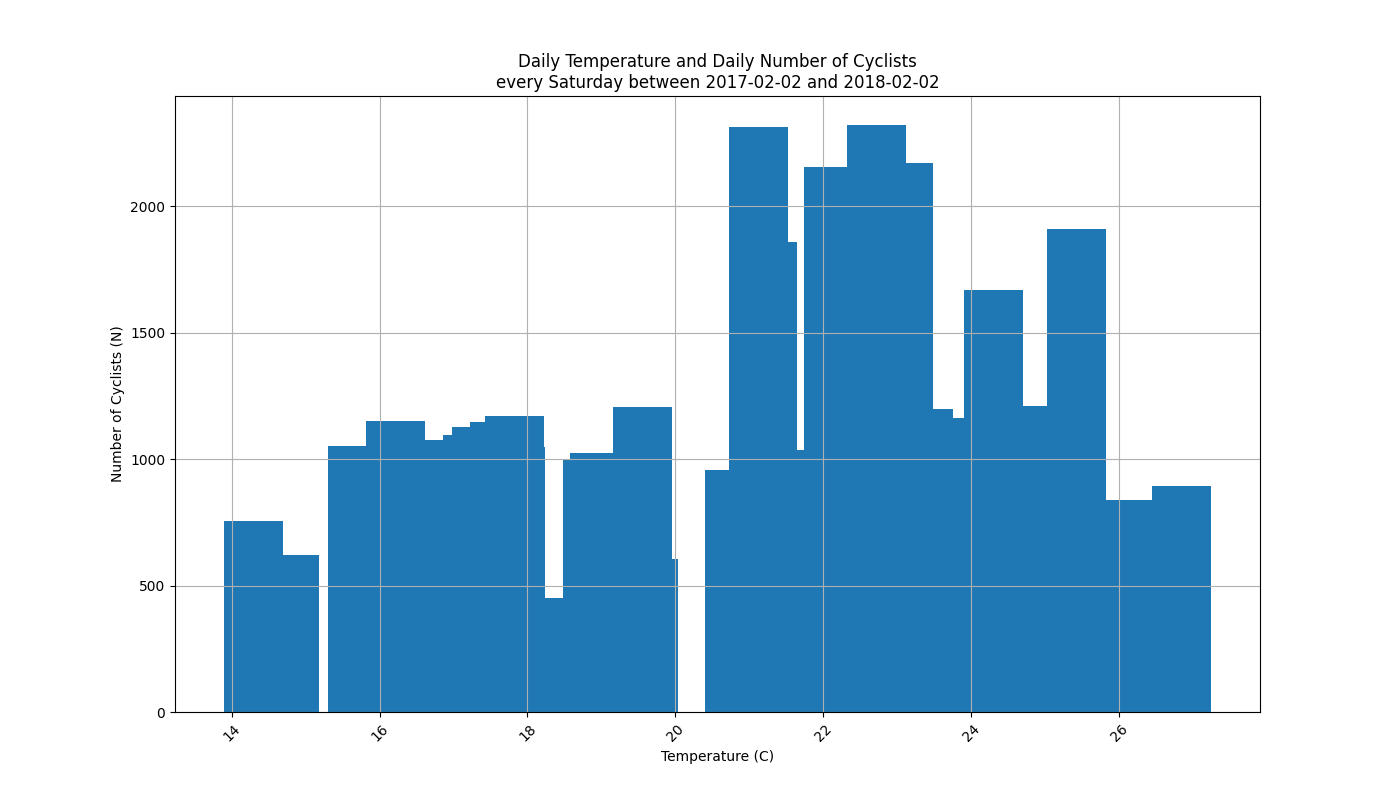 Daily Temperature and Daily Number of Cyclists
every Saturday between 2017-02-02 and 2018-02-02
Number of Cyclists (N)
2000
1500
1000
500
0
14 16 18 20 22 24 26
Temperature (C)